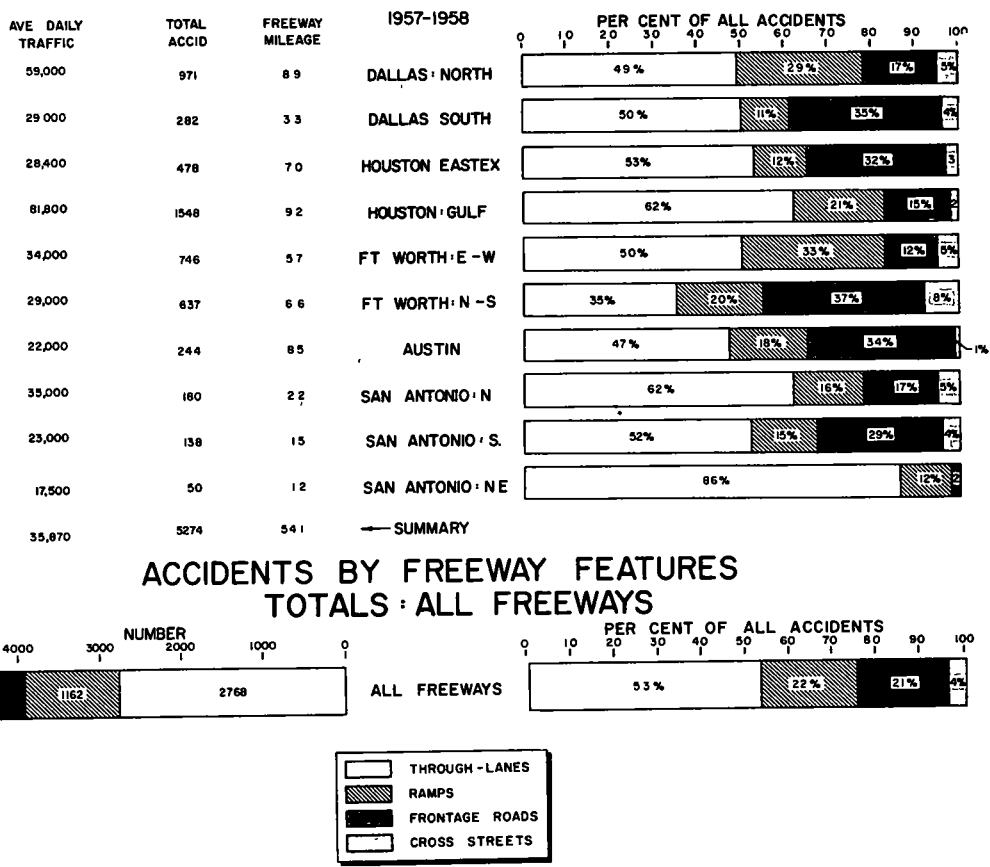 1957-1958
AVE DAILY TRAFFIC
TOTAL ACCID
FREEWAY MILEAGE
PER CENT OF ALL ACCIDENTS
0 10 20 30 40 50 60 70 80 90 100
59,000 971 8 9 DALLAS: NORTH 49% 29% 17% 5%
29 000 282 3 3 DALLAS SOUTH 50% 11% 35% 4%
28,400 478 7 0 HOUSTON EASTEX 53% 12% 32% 3
81,800 1548 9 2 HOUSTON: GULF 62% 21% 15% 2
34,000 746 5 7 FT WORTH: E-W 50% 33% 12% 5%
29,000 637 6 6 FT WORTH: N-S 35% 20% 37% 8%
22,000 244 8 5 AUSTIN 47% 18% 34% 1%
35,000 180 2 2 SAN ANTONIO: N 62% 16% 17% 5%
23,000 138 1 5 SAN ANTONIO: S. 52% 15% 29% 4%
17,500 50 1 2 SAN ANTONIO: NE 86% 12% 2
35,870 5274 54 1 ← SUMMARY
ACCIDENTS BY FREEWAY FEATURES
TOTALS: ALL FREEWAYS
NUMBER
4000 3000 2000 1000 0
PER CENT OF ALL ACCIDENTS
0 10 20 30 40 50 60 70 80 90 100
1162 2768 ALL FREEWAYS 53% 22% 21% 4%
THROUGH-LANES
RAMPS
FRONTAGE ROADS
CROSS STREETS